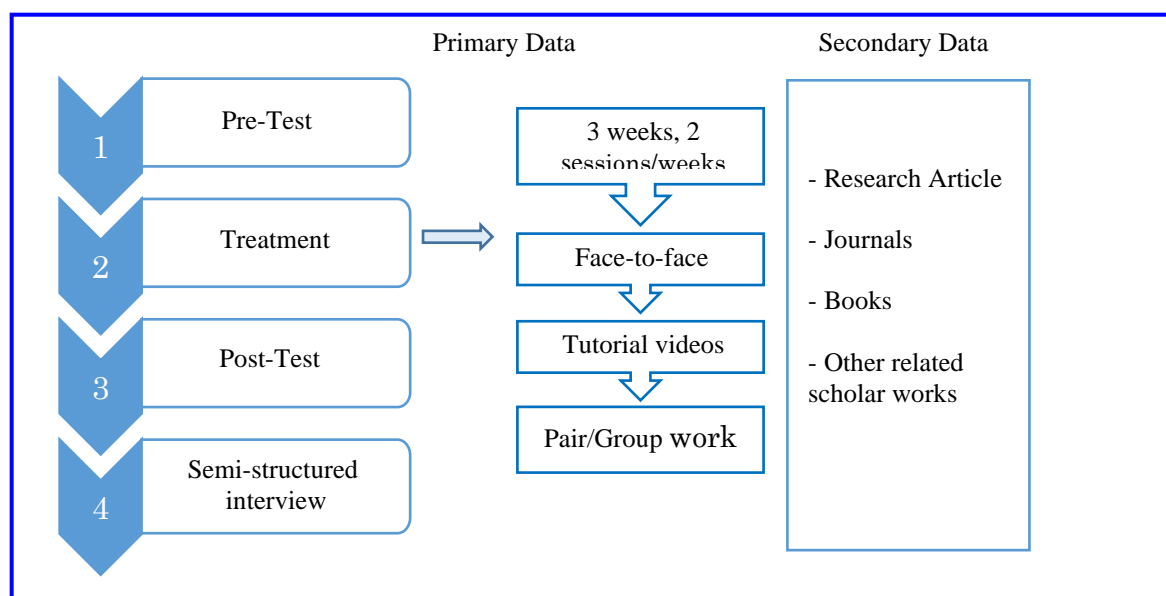 Primary Data
Secondary Data
1
Pre-Test
2
Treatment
3
Post-Test
4
Semi-structured
interview
3 weeks, 2
sessions/weeks
Face-to-face
Tutorial videos
Pair/Group work
- Research Article
- Journals
- Books
- Other related
scholar works